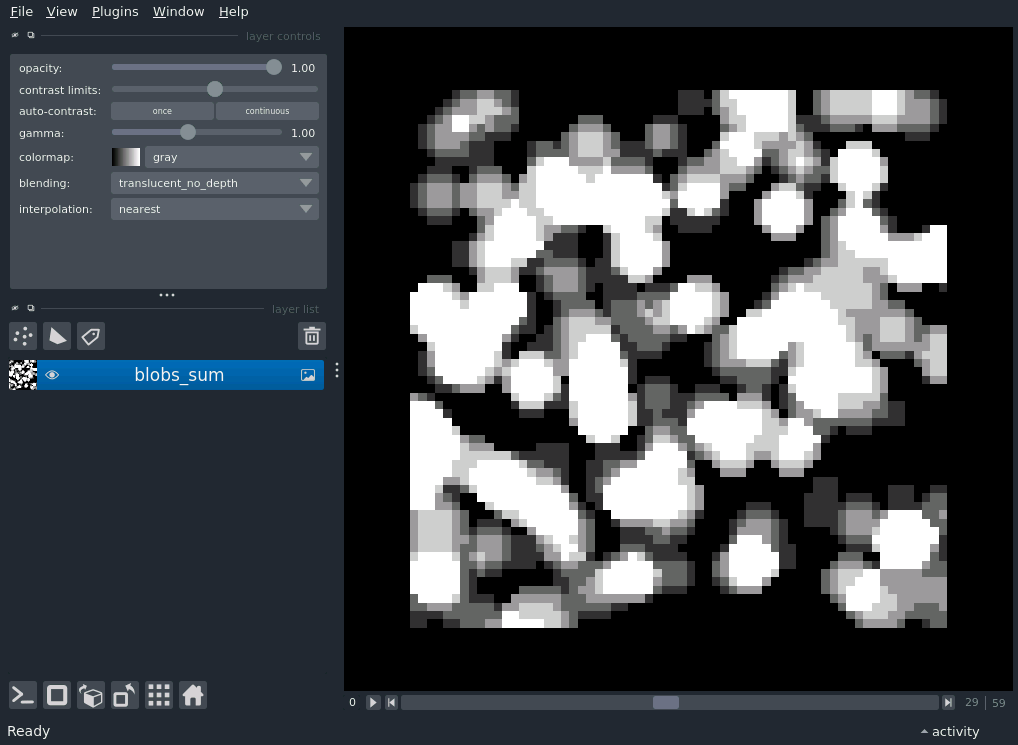 File View Plugins Window Help
layer controls
opacity: 1.00
contrast limits:
auto-contrast: once continuous
gamma: 1.00
colormap: gray
blending: translucent_no_depth
interpolation: nearest
layer list
blobs_sum
0 29 59
Ready activity